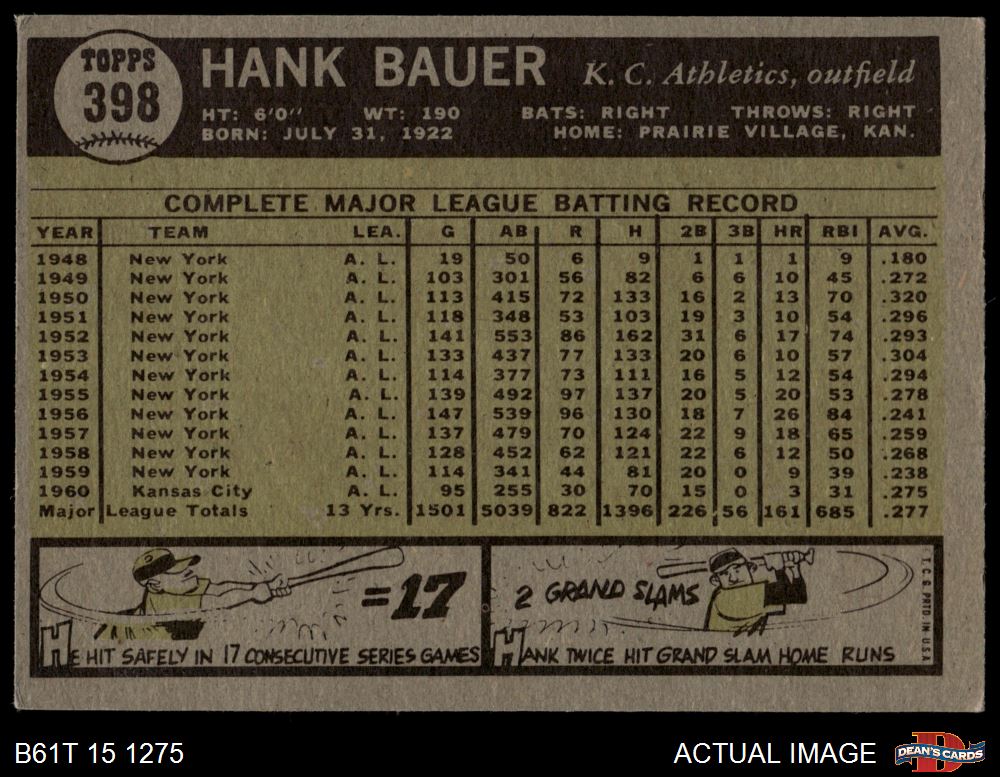 TOPPS
398
HANK BAUER K. C. Athletics, outfield
HT: 6'0" WT: 190 BATS: RIGHT THROWS: RIGHT
BORN: JULY 31, 1922 HOME: PRAIRIE VILLAGE, KAN.
COMPLETE MAJOR LEAGUE BATTING RECORD
YEAR TEAM LEA. G AB R H 2B 3B HR RBI AVG.
1948 New York A. L. 19 50 6 9 1 1 1 9 .180
1949 New York A. L. 103 301 56 82 6 6 10 45 .272
1950 New York A. L. 113 415 72 133 16 2 13 70 .320
1951 New York A. L. 118 348 53 103 19 3 10 54 .296
1952 New York A. L. 141 553 86 162 31 6 17 74 .293
1953 New York A. L. 133 437 77 133 20 6 10 57 .304
1954 New York A. L. 114 377 73 111 16 5 12 54 .294
1955 New York A. L. 139 492 97 137 20 5 20 53 .278
1956 New York A. L. 147 539 96 130 18 7 26 84 .241
1957 New York A. L. 137 479 70 124 22 9 18 65 .259
1958 New York A. L. 128 452 62 121 22 6 12 50 .268
1959 New York A. L. 114 341 44 81 20 0 9 39 .238
1960 Kansas City A. L. 95 255 30 70 15 0 3 31 .275
Major League Totals 13 Yrs. 1501 5039 822 1396 226 56 161 685 .277
=17
HE HIT SAFELY IN 17 CONSECUTIVE SERIES GAMES
2 GRAND SLAMS
HANK TWICE HIT GRAND SLAM HOME RUNS
T.C.G. PRTD IN U.S.A.
B61T 15 1275 ACTUAL IMAGE
DEAN'S CARDS